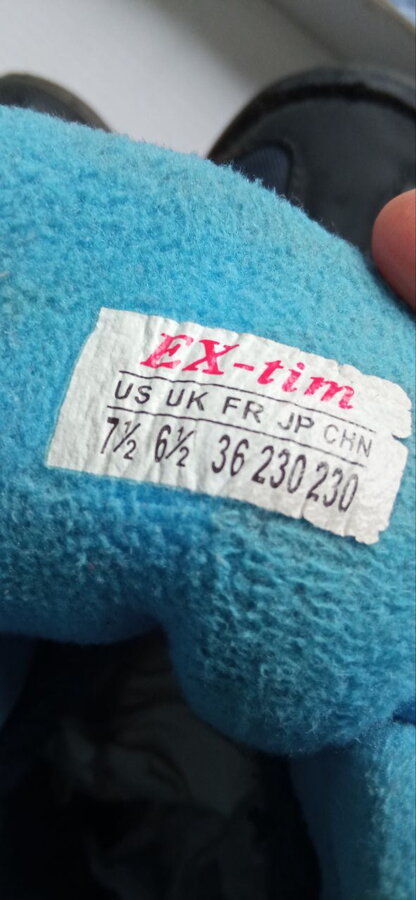 EX-tim
US UK FR JP CHN
7½ 6½ 36 230 230